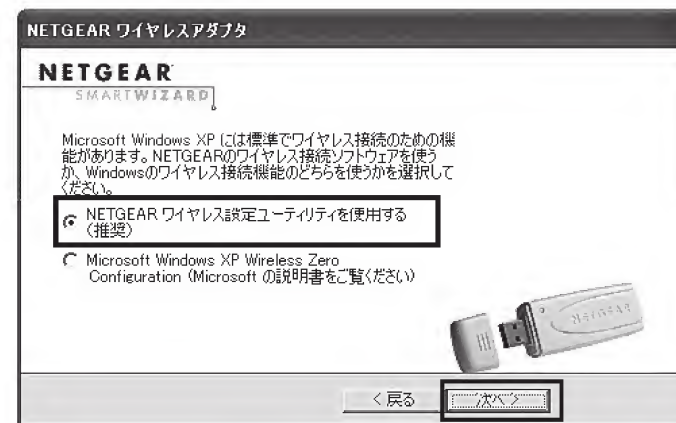 NETGEAR ワイヤレスアダプタ
NETGEAR
SMARTWIZARD
Microsoft Windows XP には標準でワイヤレス接続のための機
能があります。NETGEARのワイヤレス接続ソフトウェアを使う
か、Windowsのワイヤレス接続機能のどちらを使うかを選択して
ください。
NETGEAR ワイヤレス設定ユーティリティを使用する
(推奨)
Microsoft Windows XP Wireless Zero
Configuration (Microsoft の説明書をご覧ください)
NETGEAR
< 戻る
次へ >